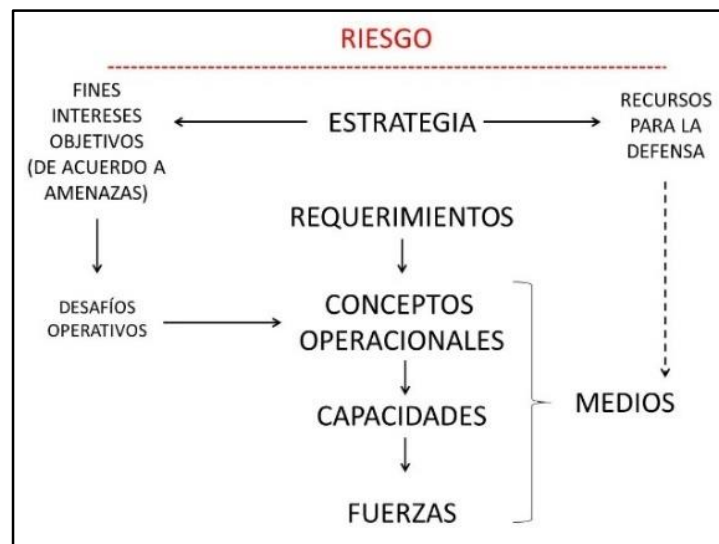 RIESGO
FINES
INTERESES
OBJETIVOS
(DE ACUERDO A
AMENAZAS)
ESTRATEGIA
RECURSOS
PARA LA
DEFENSA
REQUERIMIENTOS
DESAFÍOS
OPERATIVOS
CONCEPTOS
OPERACIONALES
CAPACIDADES
MEDIOS
FUERZAS